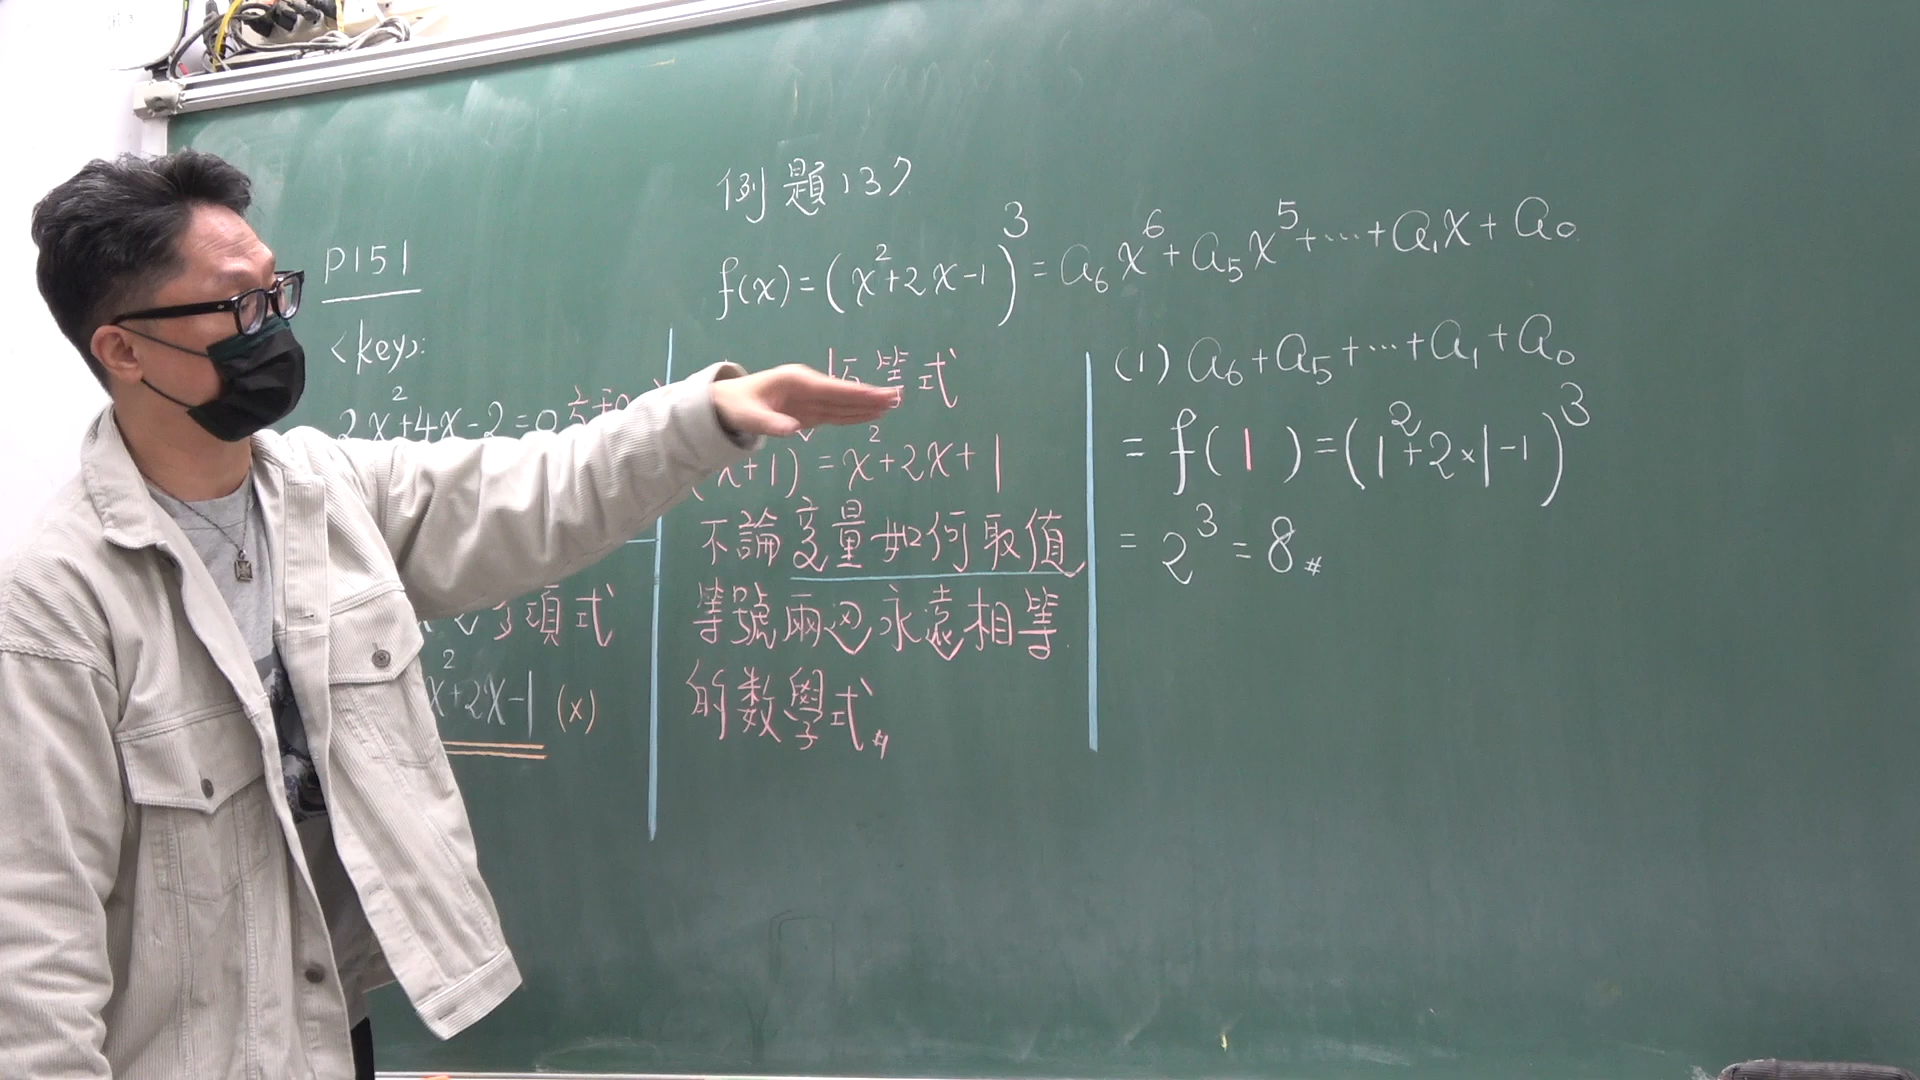 例題137
f(x)=(x²+2x-1)³=a₆x⁶+a₅x⁵+…+a₁x+a₀
P151
<key>:
2x²+4x-2=0
多項式
x²+2x-1 (x)
恆等式
(x+1)²=x²+2x+1
不論變量如何取值
等號兩邊永遠相等
的數學式#
(1) a₆+a₅+…+a₁+a₀
=f(1)=(1²+2×1-1)³
=2³=8#